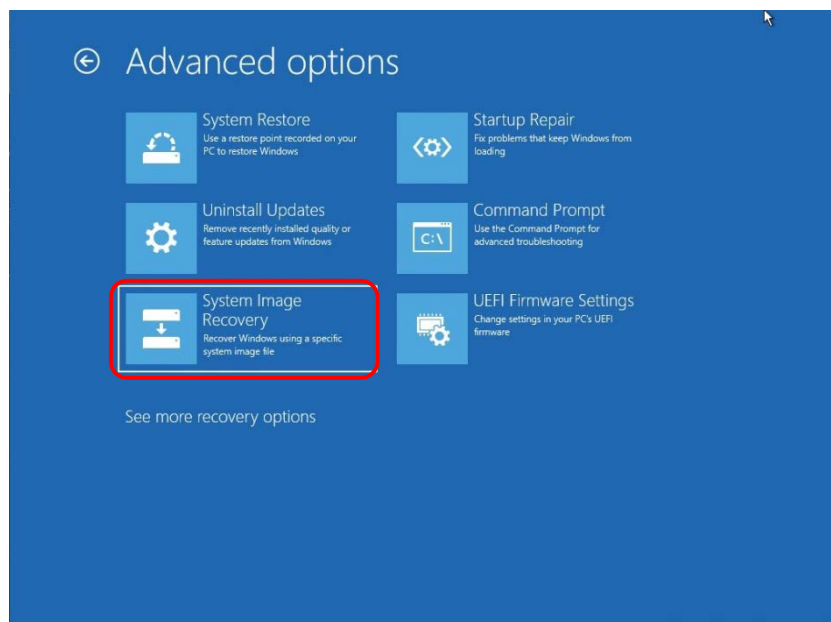 Advanced options
System Restore
Use a restore point recorded on your
PC to restore Windows
Startup Repair
Fix problems that keep Windows from
loading
Uninstall Updates
Remove recently installed quality or
feature updates from Windows
C:\
Command Prompt
Use the Command Prompt for
advanced troubleshooting
System Image
Recovery
Recover Windows using a specific
system image file
UEFI Firmware Settings
Change settings in your PC's UEFI
firmware
See more recovery options